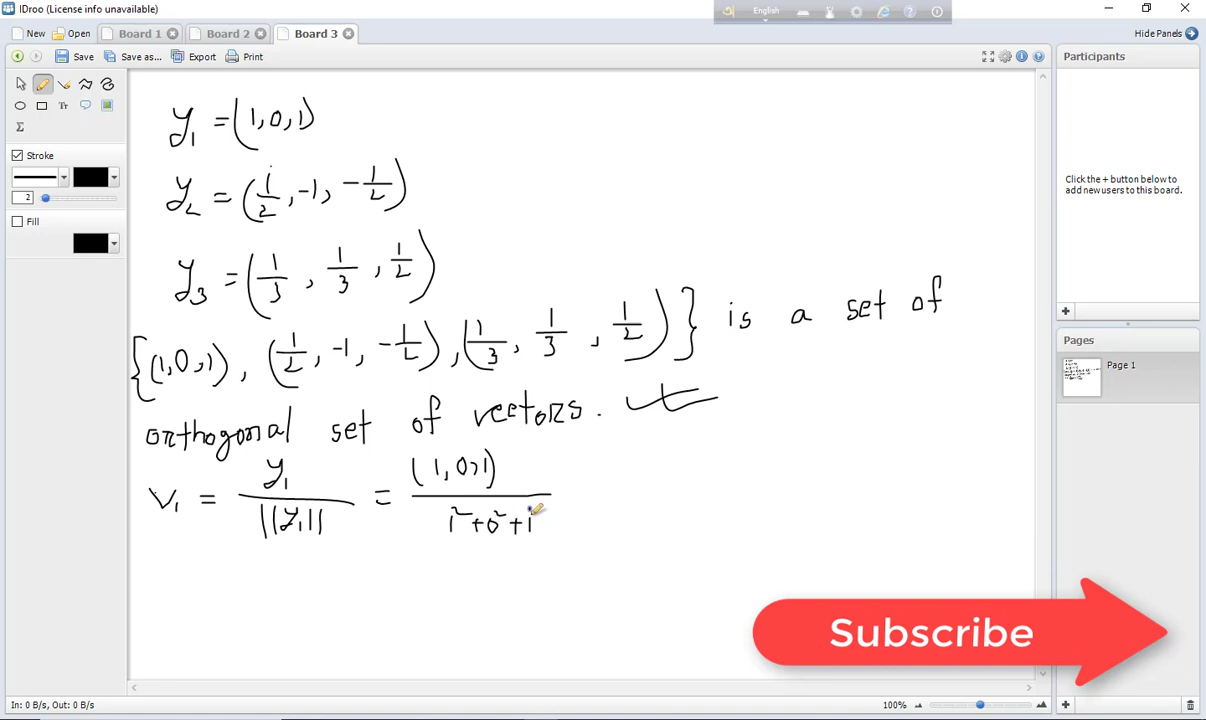 IDroo (License info unavailable)
English
New Open Board 1 Board 2 Board 3 Hide Panels
Save Save as... Export Print
Participants
Tr
Σ
Stroke
2
Fill
Click the + button below to add new users to this board.
Pages
Page 1
y₁ = (1, 0, 1)
y₂ = (1/2, -1, -1/2)
y₃ = (1/3, 1/3, 1/2)
{(1, 0, 1), (1/2, -1, -1/2), (1/3, 1/3, 1/2)} is a set of
orthogonal set of vectors.
v₁ = y₁/||y₁|| = (1, 0, 1)/1²+0²+1
Subscribe
In: 0 B/s, Out: 0 B/s 100%